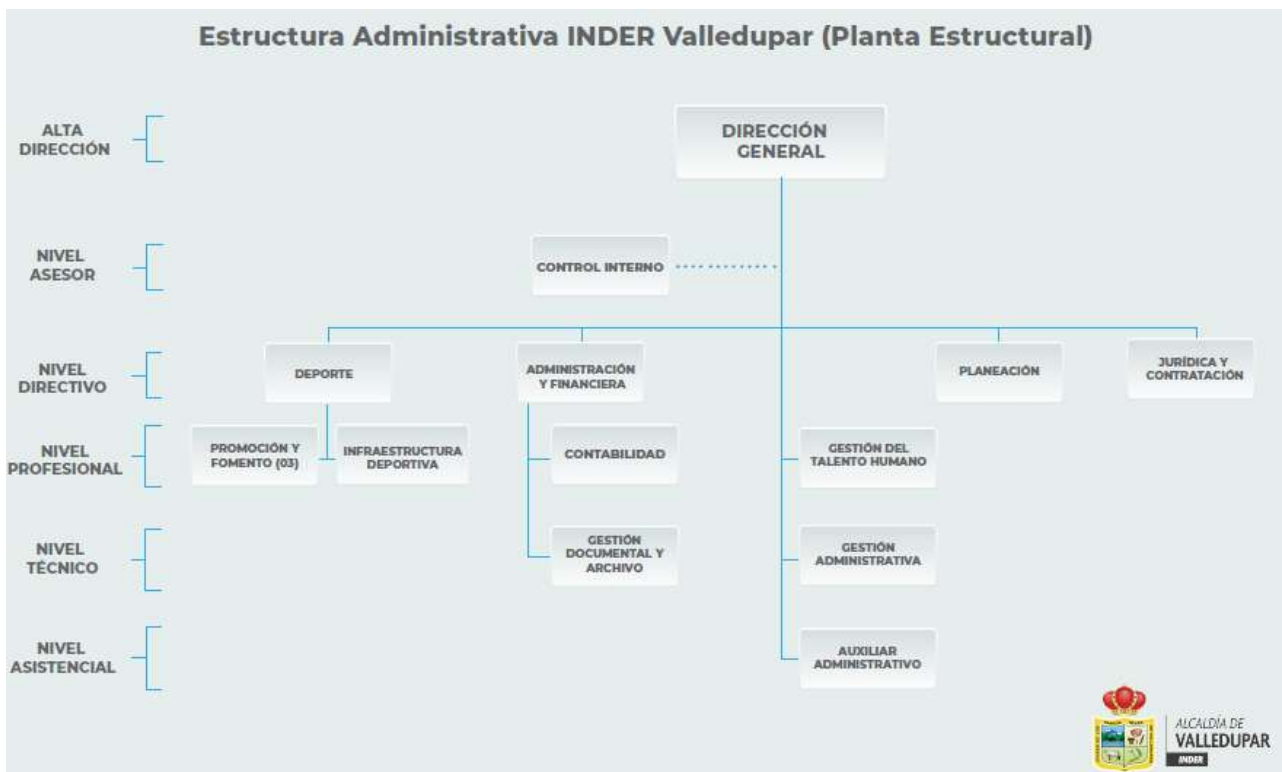 Estructura Administrativa INDER Valledupar (Planta Estructural)
ALTA
DIRECCIÓN
DIRECCIÓN
GENERAL
NIVEL
ASESOR
CONTROL INTERNO
NIVEL
DIRECTIVO
DEPORTE
ADMINISTRACIÓN
Y FINANCIERA
PLANEACIÓN
JURÍDICA Y
CONTRATACIÓN
NIVEL
PROFESIONAL
PROMOCIÓN Y
FOMENTO (03)
INFRAESTRUCTURA
DEPORTIVA
CONTABILIDAD
GESTIÓN DEL
TALENTO HUMANO
NIVEL
TÉCNICO
GESTIÓN
DOCUMENTAL Y
ARCHIVO
GESTIÓN
ADMINISTRATIVA
NIVEL
ASISTENCIAL
AUXILIAR
ADMINISTRATIVO
ALCALDÍA DE
VALLEDUPAR
INDER